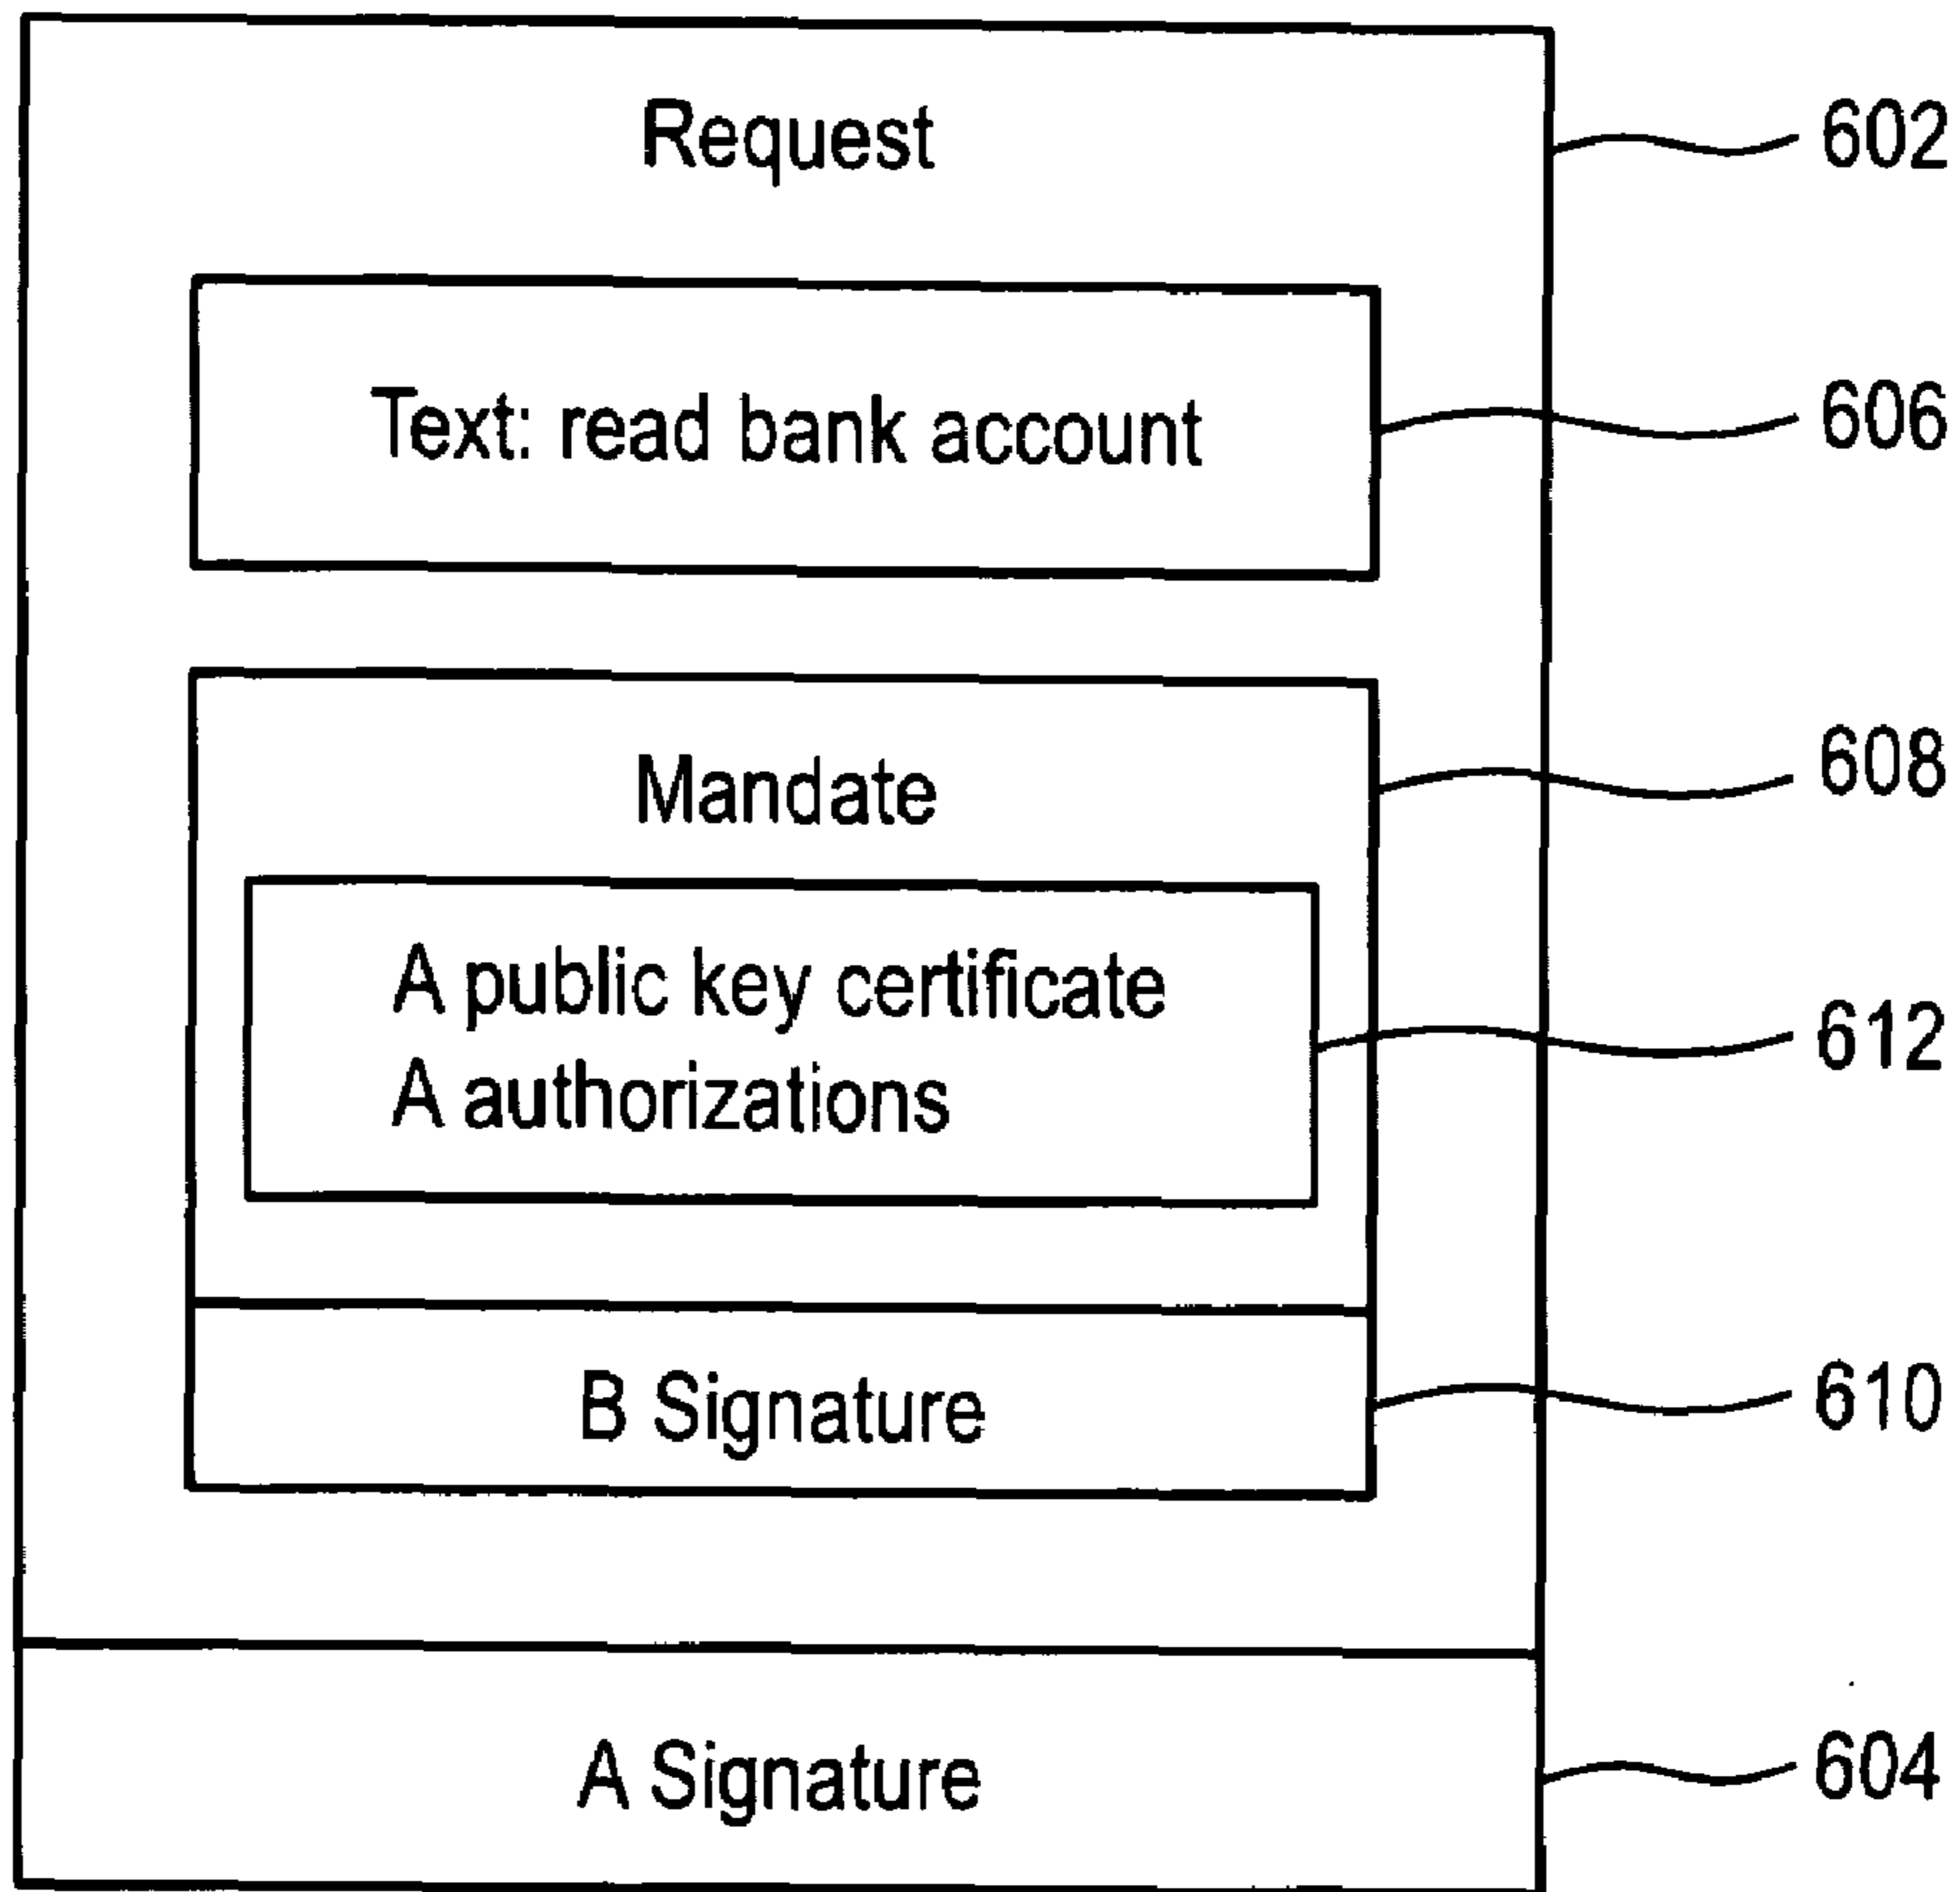 Request 602
Text: read bank account 606
Mandate 608
A public key certificate
612
A authorizations
B Signature 610
A Signature 604